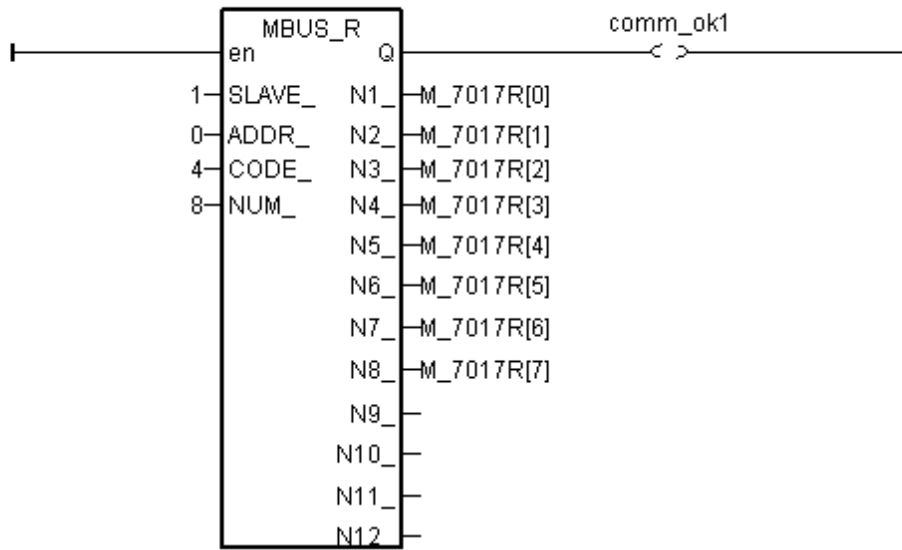 MBUS_R
comm_ok1
en Q
1 SLAVE_ N1_ M_7017R[0]
0 ADDR_ N2_ M_7017R[1]
4 CODE_ N3_ M_7017R[2]
8 NUM_ N4_ M_7017R[3]
N5_ M_7017R[4]
N6_ M_7017R[5]
N7_ M_7017R[6]
N8_ M_7017R[7]
N9_
N10_
N11_
N12_